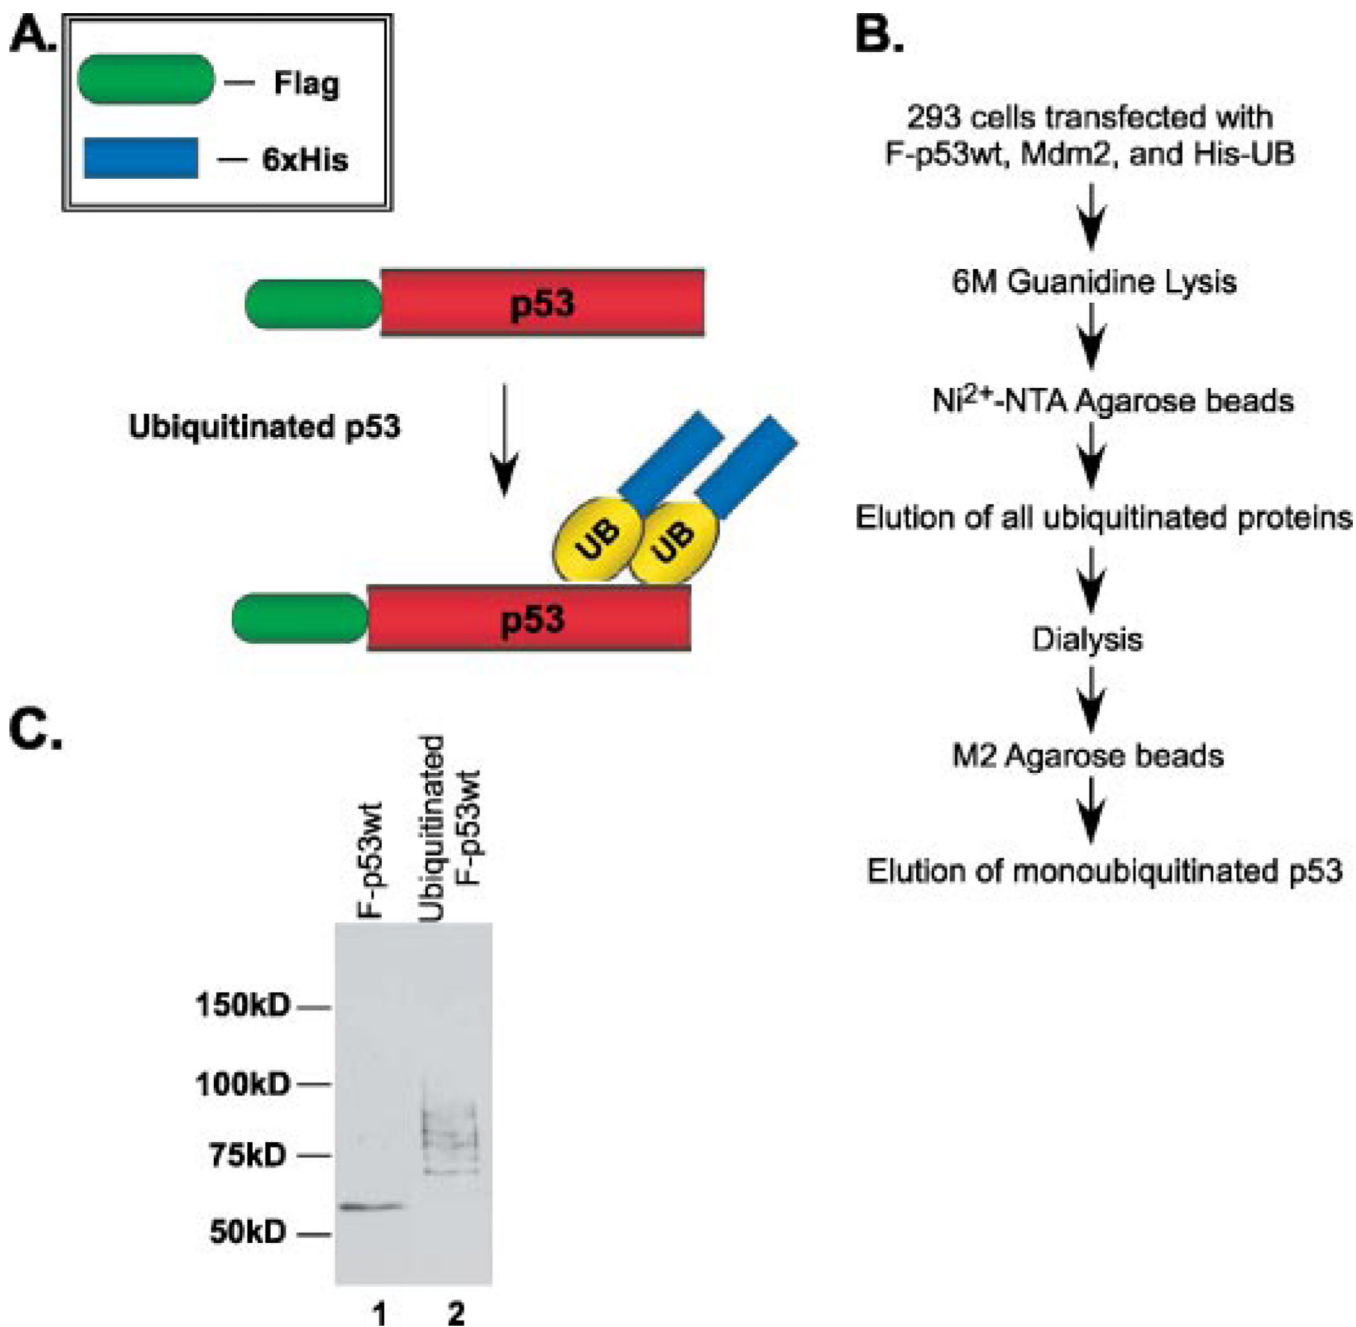 A.
Flag
6xHis
p53
Ubiquitinated p53
UB
UB
p53
B.
293 cells transfected with
F-p53wt, Mdm2, and His-UB
6M Guanidine Lysis
Ni²⁺-NTA Agarose beads
Elution of all ubiquitinated proteins
Dialysis
M2 Agarose beads
Elution of monoubiquitinated p53
C.
F-p53wt
Ubiquitinated
F-p53wt
150kD
100kD
75kD
50kD
1
2